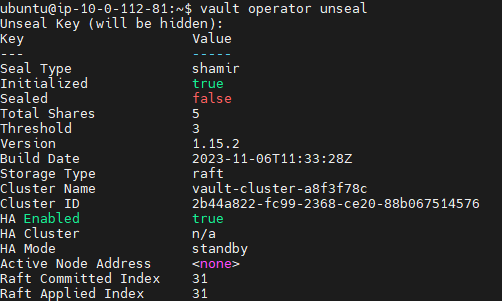 ubuntu@ip-10-0-112-81:~$ vault operator unseal
Unseal Key (will be hidden):
Key Value
--- -----
Seal Type shamir
Initialized true
Sealed false
Total Shares 5
Threshold 3
Version 1.15.2
Build Date 2023-11-06T11:33:28Z
Storage Type raft
Cluster Name vault-cluster-a8f3f78c
Cluster ID 2b44a822-fc99-2368-ce20-88b067514576
HA Enabled true
HA Cluster n/a
HA Mode standby
Active Node Address <none>
Raft Committed Index 31
Raft Applied Index 31